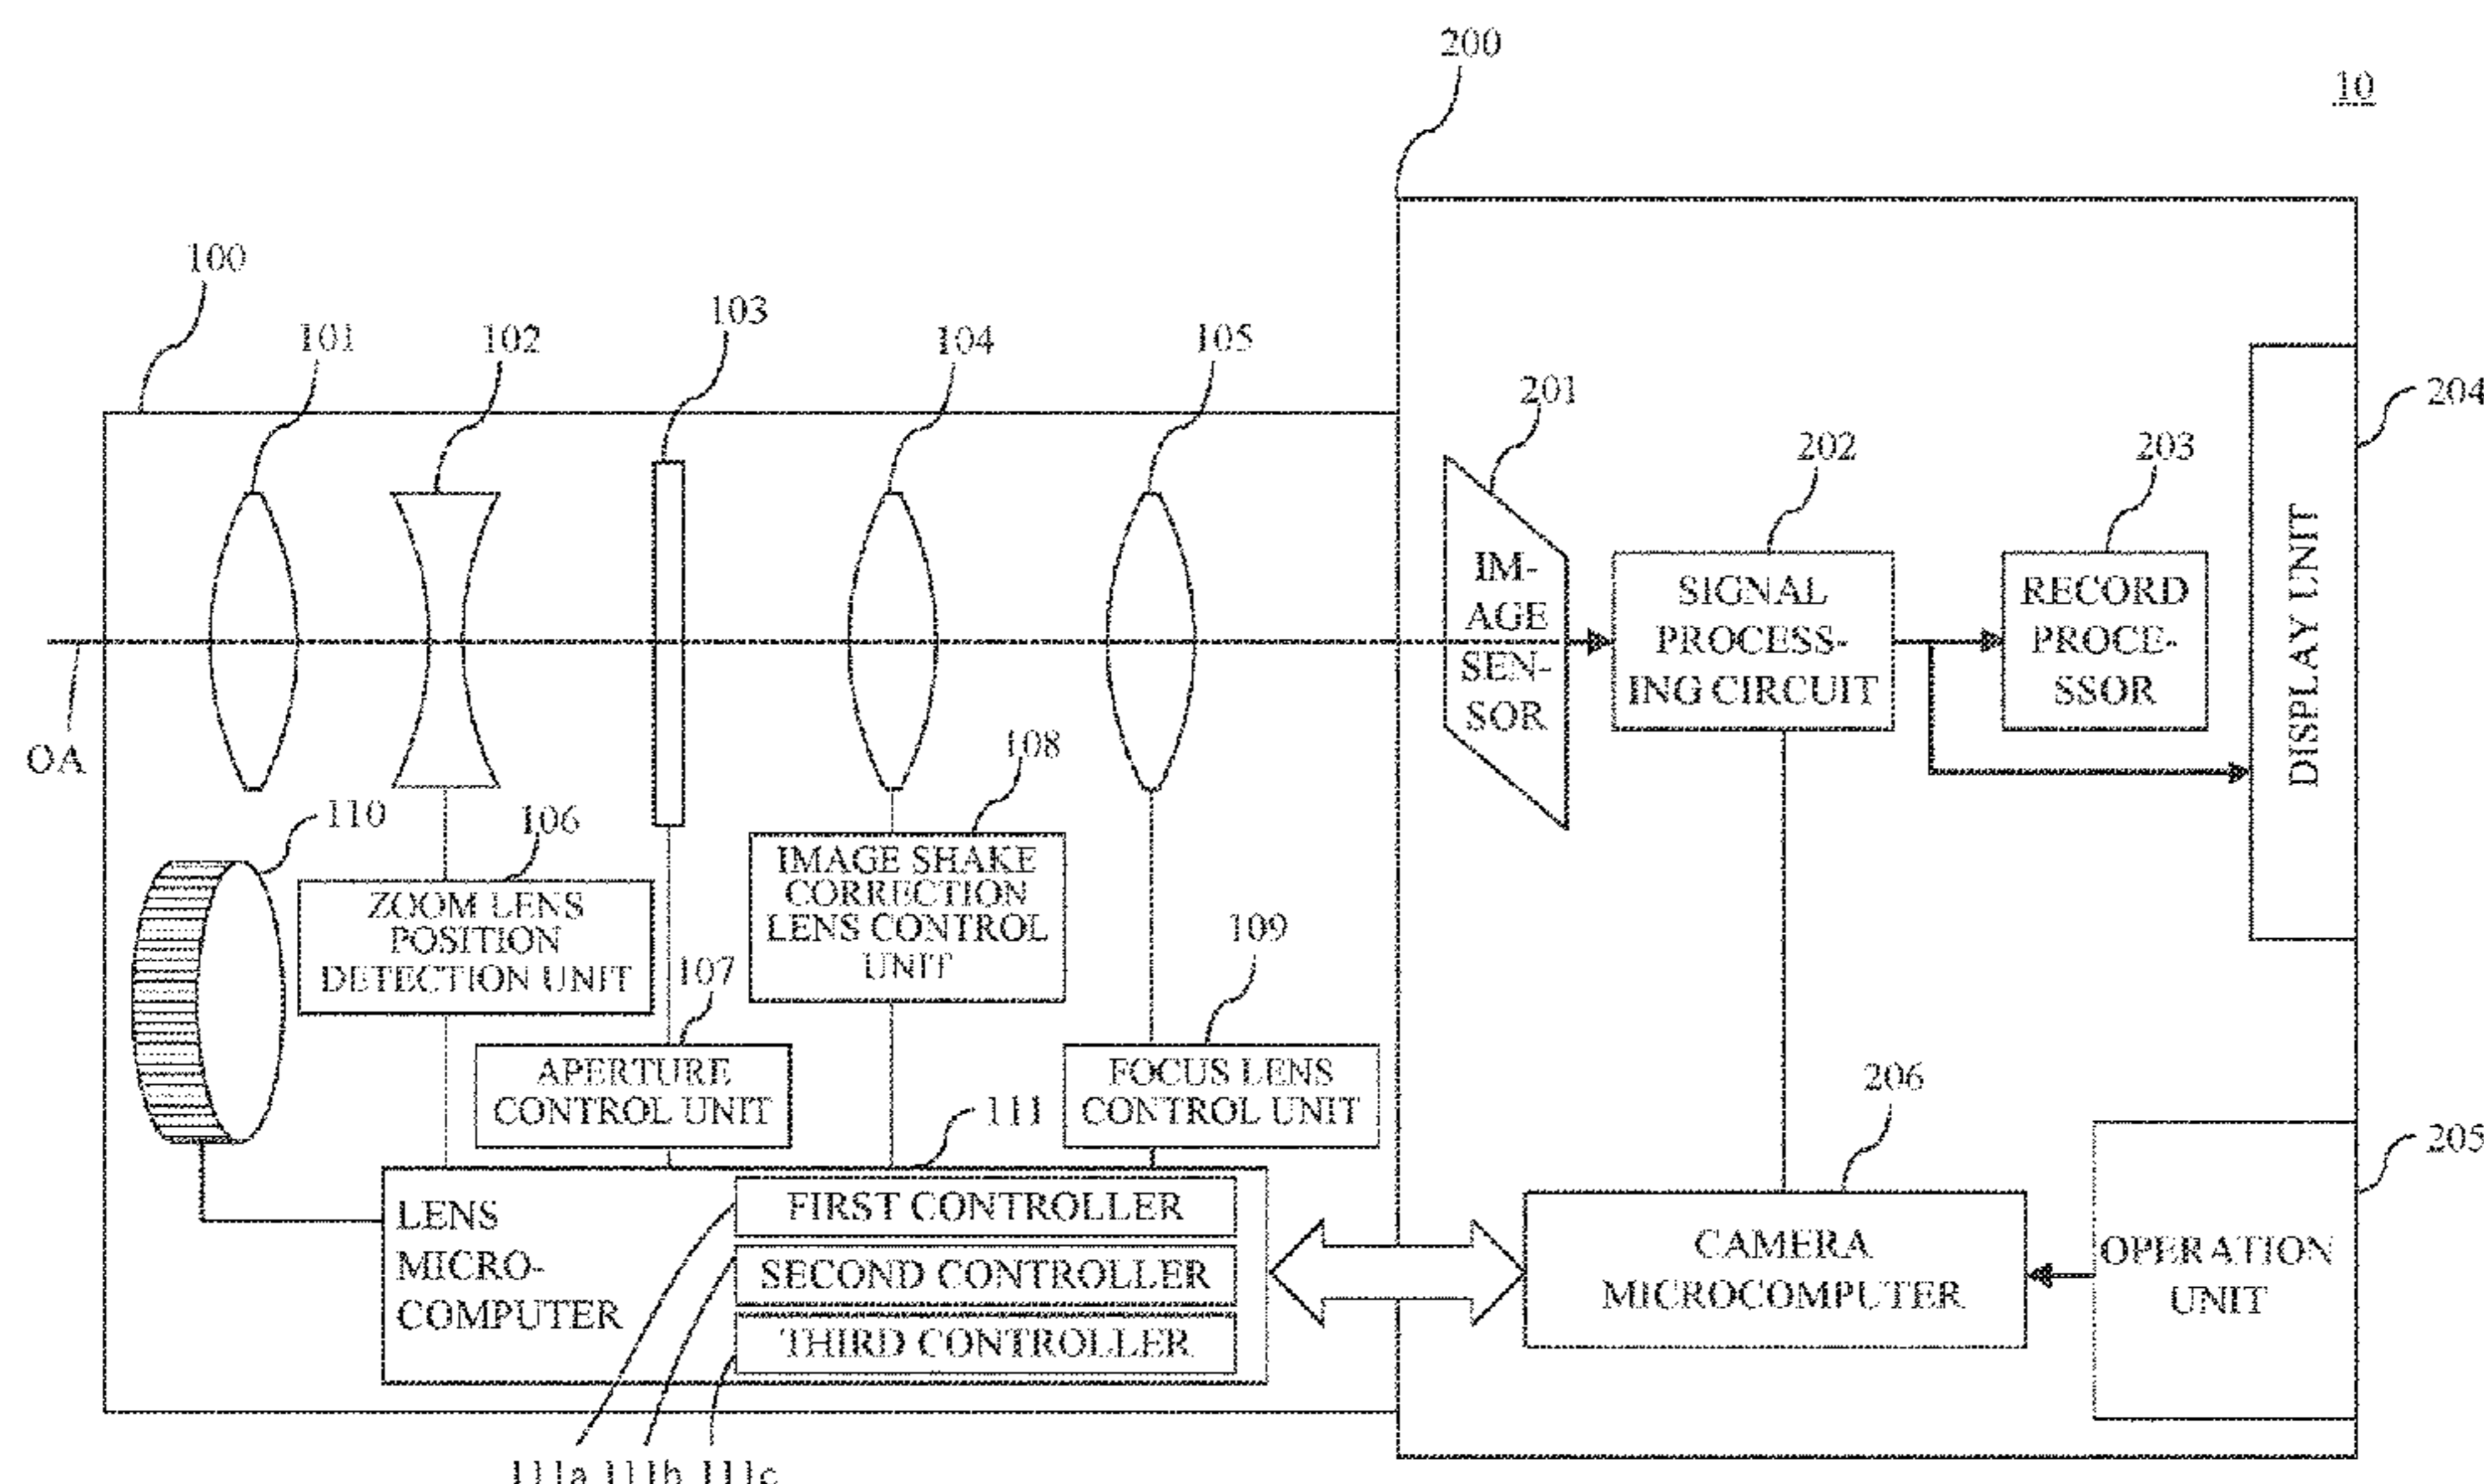 200
10
100
101
102
103
104
105
201
202
203
204
IM-
AGE
SEN-
SOR
SIGNAL
PROCESS-
ING CIRCUIT
RECORD
PROCE-
SSOR
DISPLAY UNIT
OA
110
106
108
ZOOM LENS
POSITION
DETECTION UNIT
IMAGE SHAKE
CORRECTION
LENS CONTROL
UNIT
107
109
APERTURE
CONTROL UNIT
FOCUS LENS
CONTROL UNIT
111
206
205
LENS
MICRO-
COMPUTER
FIRST CONTROLLER
SECOND CONTROLLER
THIRD CONTROLLER
CAMERA
MICROCOMPUTER
OPERATION
UNIT
111a 111b 111c